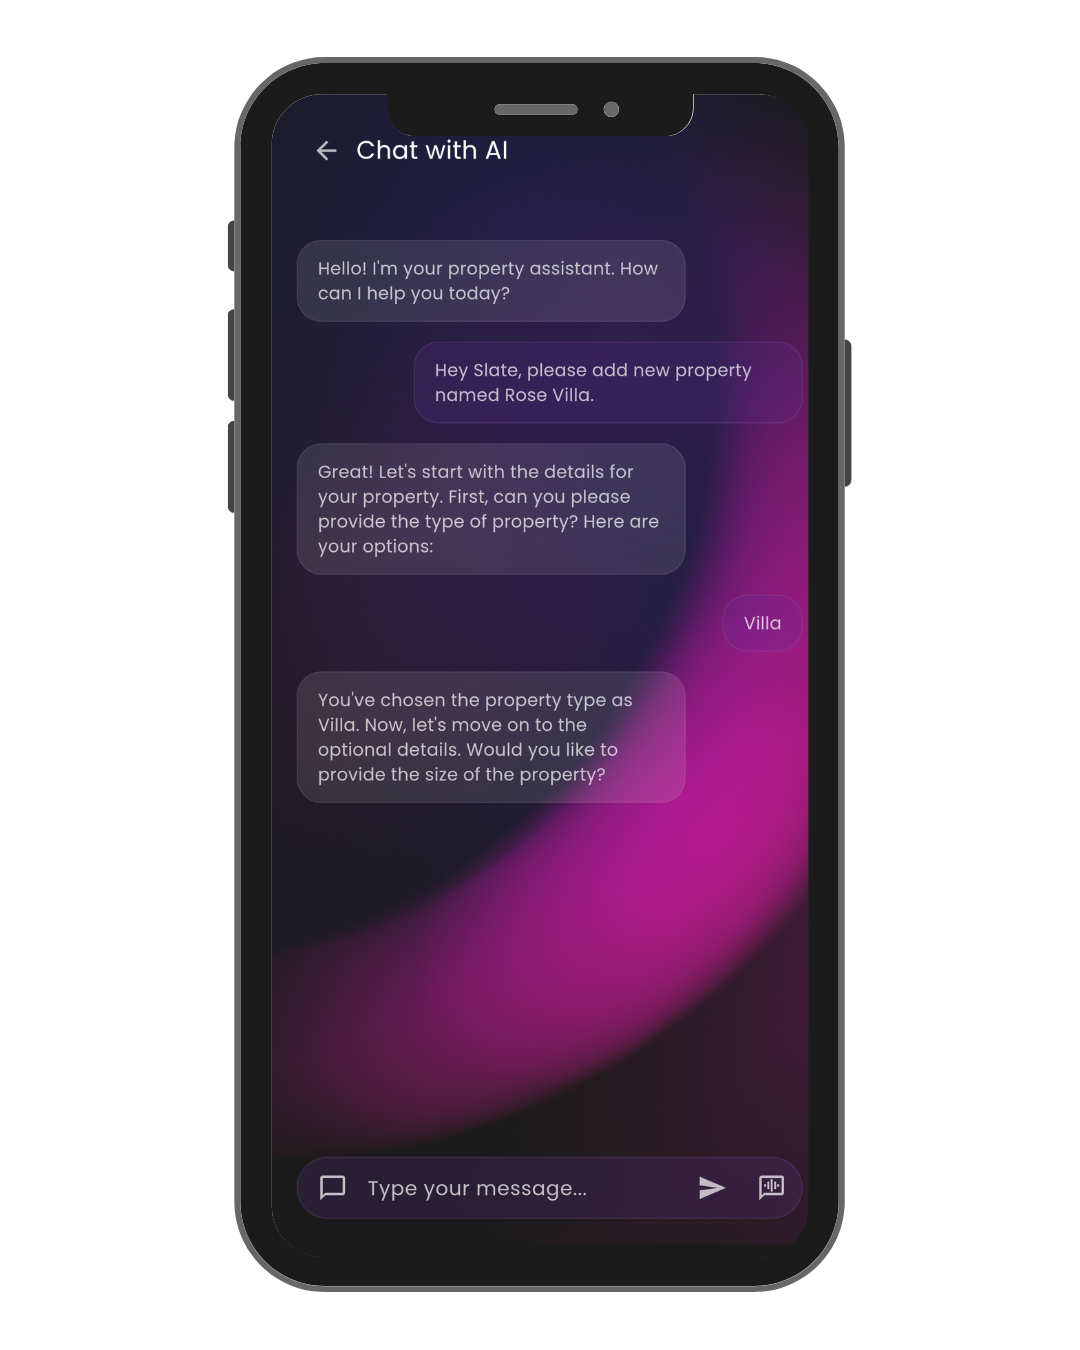 Chat with AI
Hello! I'm your property assistant. How
can I help you today?
Hey Slate, please add new property
named Rose Villa.
Great! Let's start with the details for
your property. First, can you please
provide the type of property? Here are
your options:
Villa
You've chosen the property type as
Villa. Now, let's move on to the
optional details. Would you like to
provide the size of the property?
Type your message...